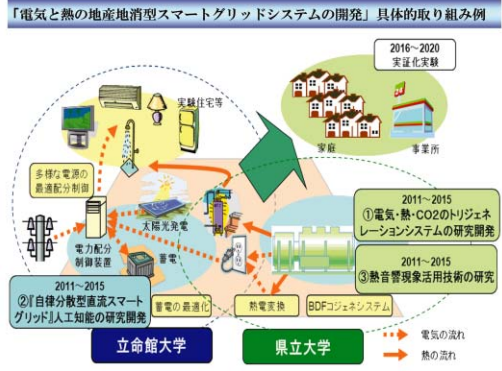 「電気と熱の地産地消型スマートグリッドシステムの開発」具体的取り組み例
2016～2020
実証化実験
実験住宅等
家庭
事業所
多様な電源の
最適配分制御
太陽光発電
電力配分
制御装置
蓄電
2011～2015
①電気・熱・CO2のトリジェネ
レーションシステムの研究開発
2011～2015
③熱音響現象活用技術の研究
2011～2015
②『自律分散型直流スマート
グリッド』人工知能の研究開発
蓄電の最適化
熱電変換
BDFコジェネシステム
立命館大学
県立大学
電気の流れ
熱の流れ